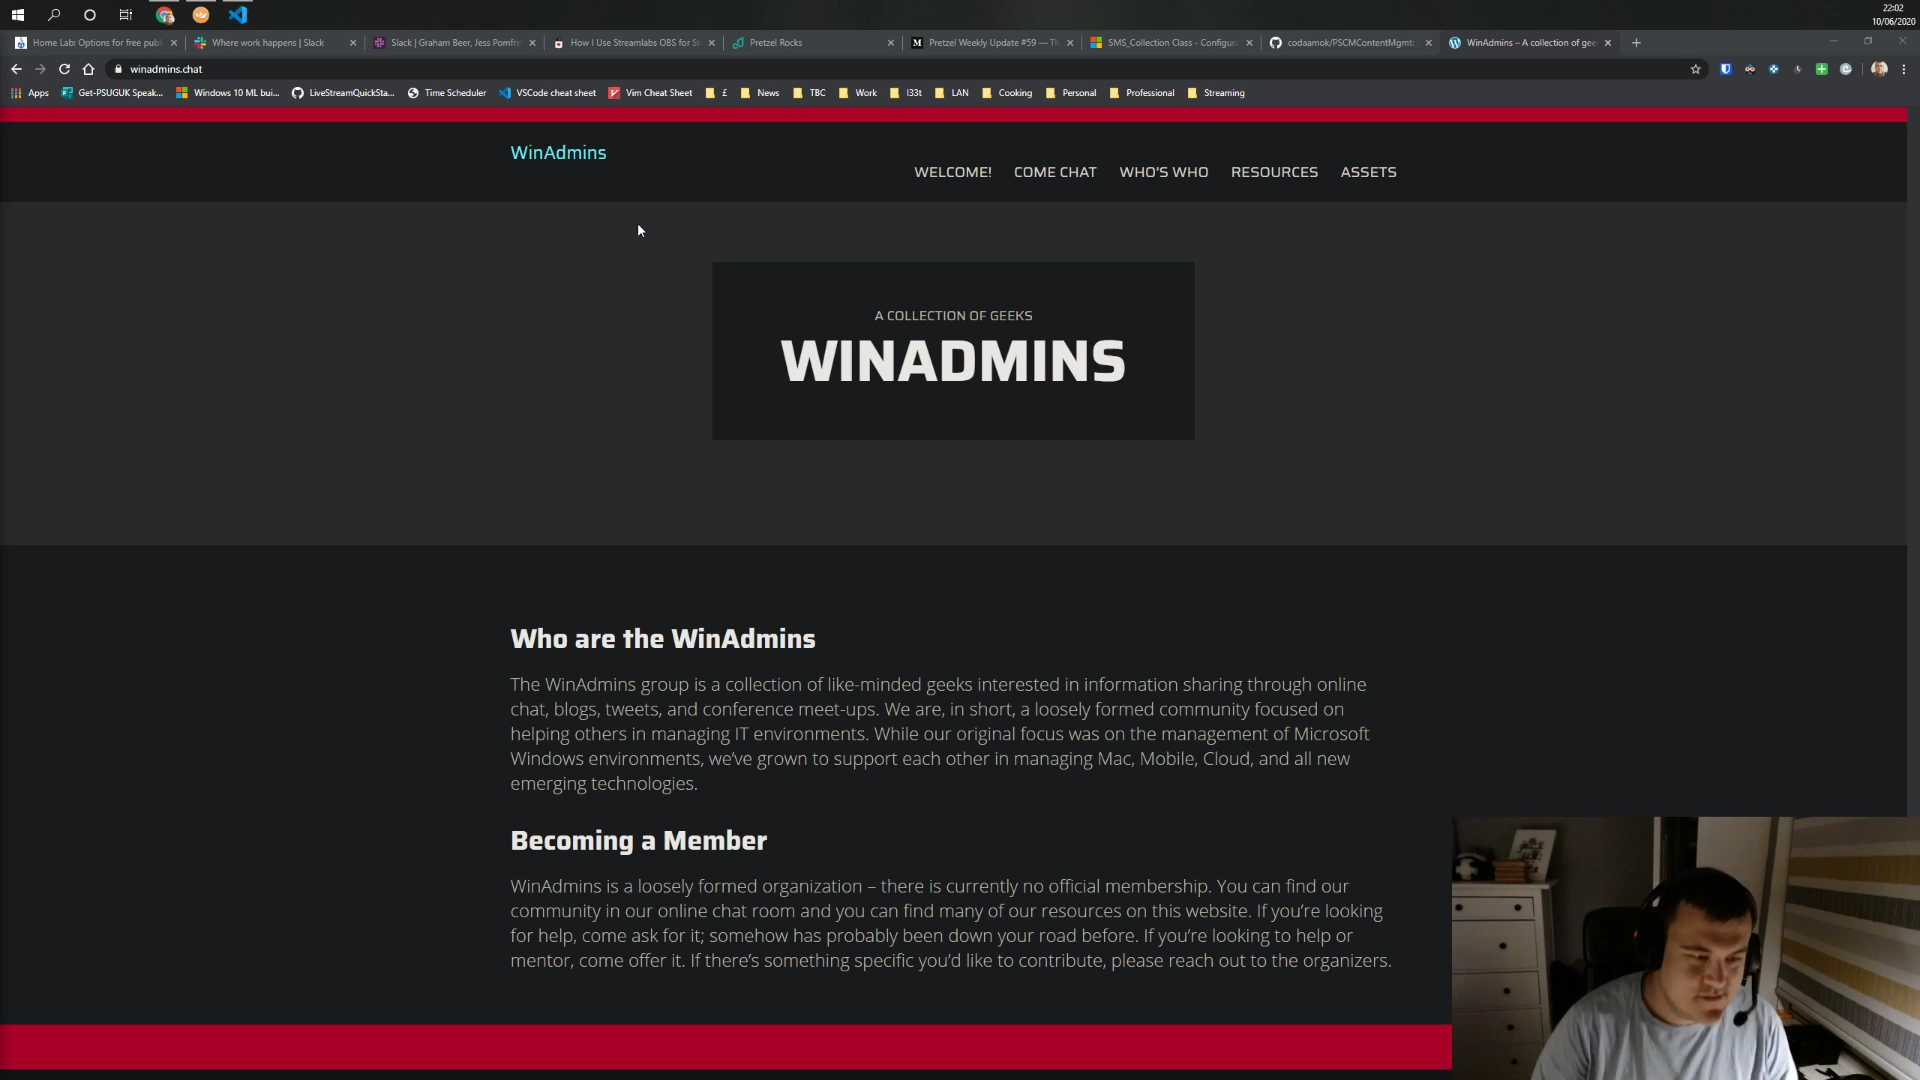 22:02
10/06/2020
Home Lab: Options for free publi
Where work happens | Slack
Slack | Graham Beer, Jess Pomfre
How I Use Streamlabs OBS for St
Pretzel Rocks
Pretzel Weekly Update #59 — Th
SMS_Collection Class - Configura
codaamok/PSCMContentMgmt:
WinAdmins – A collection of gee
winadmins.chat
Apps
Get-PSUGUK Speak...
Windows 10 ML bui...
LiveStreamQuickSta...
Time Scheduler
VSCode cheat sheet
Vim Cheat Sheet
£
News
TBC
Work
l33t
LAN
Cooking
Personal
Professional
Streaming
WinAdmins
WELCOME!
COME CHAT
WHO'S WHO
RESOURCES
ASSETS
A COLLECTION OF GEEKS
WINADMINS
Who are the WinAdmins
The WinAdmins group is a collection of like-minded geeks interested in information sharing through online
chat, blogs, tweets, and conference meet-ups. We are, in short, a loosely formed community focused on
helping others in managing IT environments. While our original focus was on the management of Microsoft
Windows environments, we've grown to support each other in managing Mac, Mobile, Cloud, and all new
emerging technologies.
Becoming a Member
WinAdmins is a loosely formed organization – there is currently no official membership. You can find our
community in our online chat room and you can find many of our resources on this website. If you're looking
for help, come ask for it; somehow has probably been down your road before. If you're looking to help or
mentor, come offer it. If there's something specific you'd like to contribute, please reach out to the organizers.